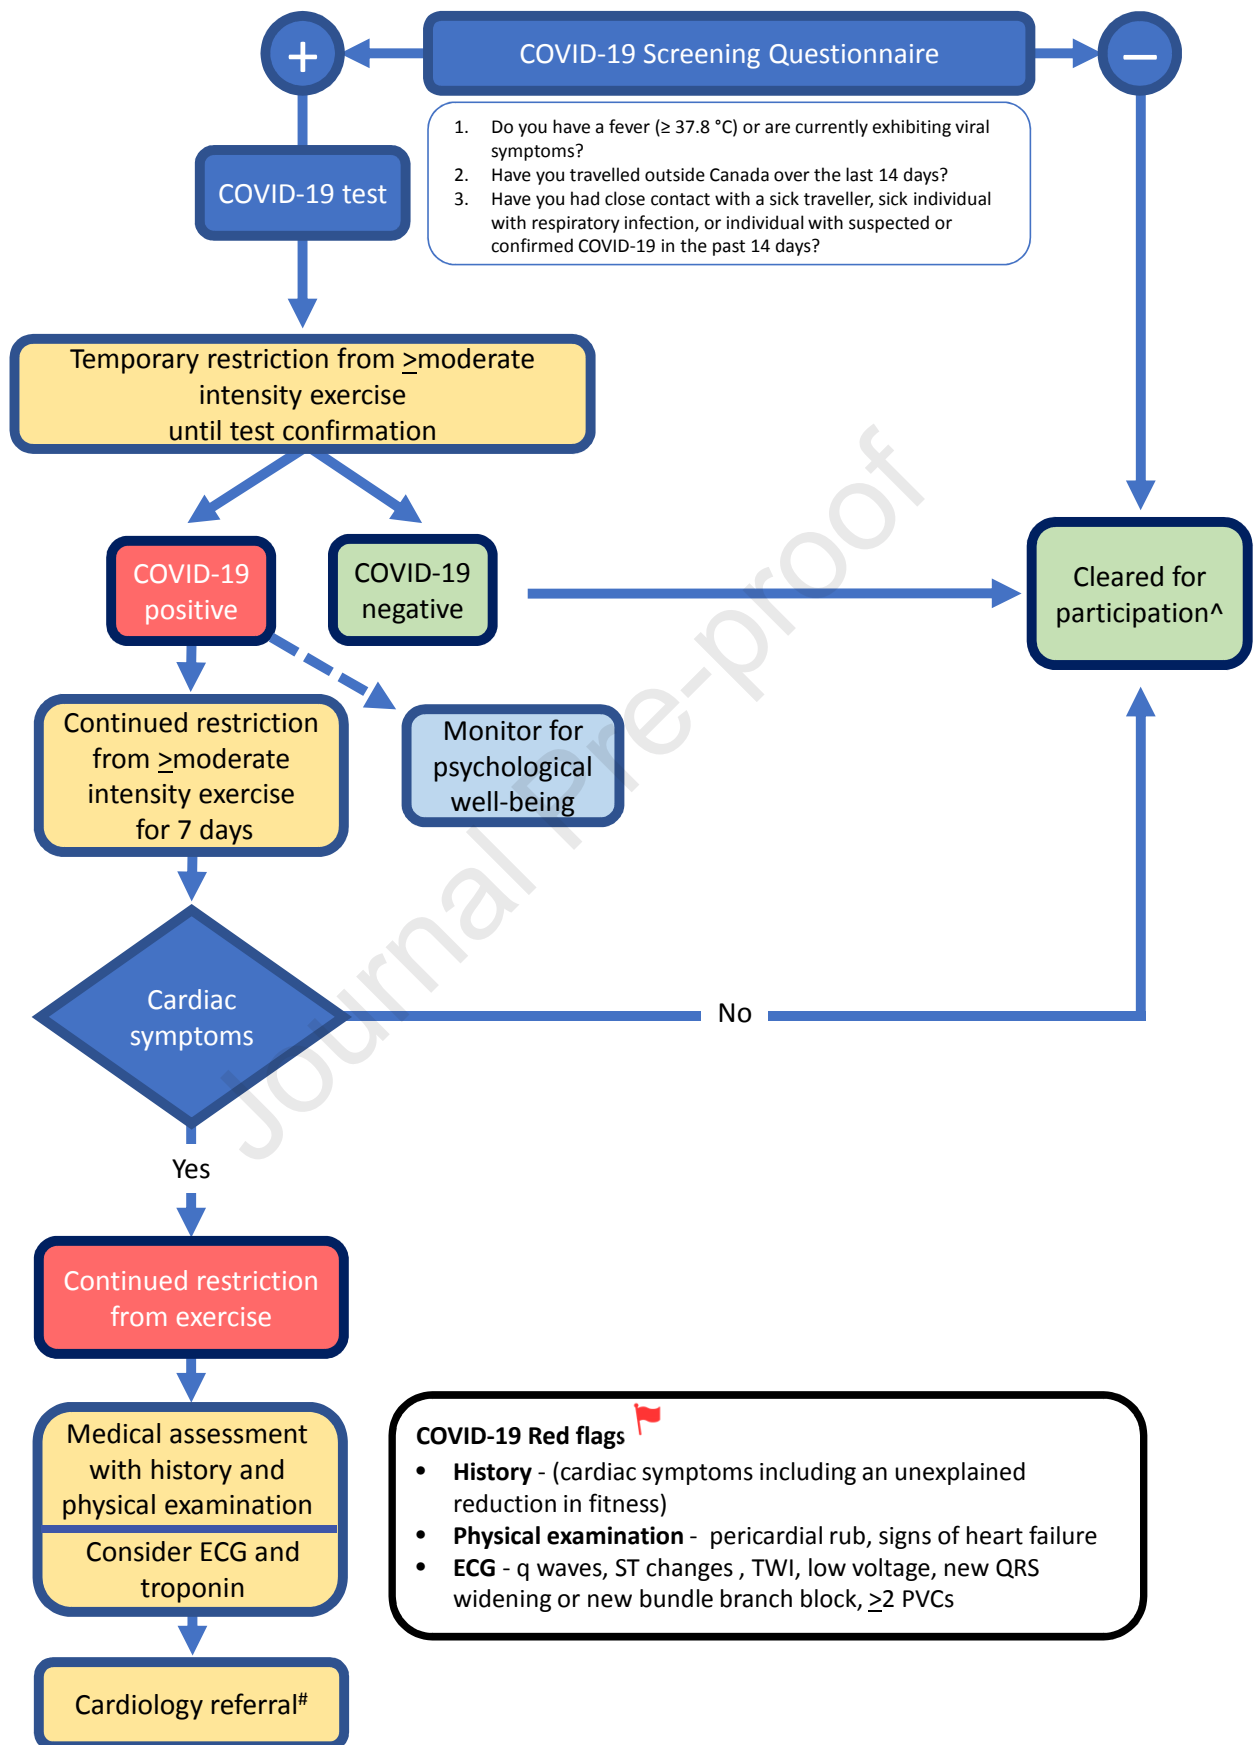 +
COVID-19 Screening Questionnaire
−
1. Do you have a fever (≥ 37.8 °C) or are currently exhibiting viral
symptoms?
2. Have you travelled outside Canada over the last 14 days?
3. Have you had close contact with a sick traveller, sick individual
with respiratory infection, or individual with suspected or
confirmed COVID-19 in the past 14 days?
COVID-19 test
Temporary restriction from ≥moderate
intensity exercise
until test confirmation
COVID-19
positive
COVID-19
negative
Cleared for
participation^
Continued restriction
from ≥moderate
intensity exercise
for 7 days
Monitor for
psychological
well-being
Cardiac
symptoms
No
Yes
Continued restriction
from exercise
Medical assessment
with history and
physical examination
Consider ECG and
troponin
Cardiology referral#
COVID-19 Red flags
• History - (cardiac symptoms including an unexplained
reduction in fitness)
• Physical examination - pericardial rub, signs of heart failure
• ECG - q waves, ST changes , TWI, low voltage, new QRS
widening or new bundle branch block, ≥2 PVCs
Journal Pre-proof